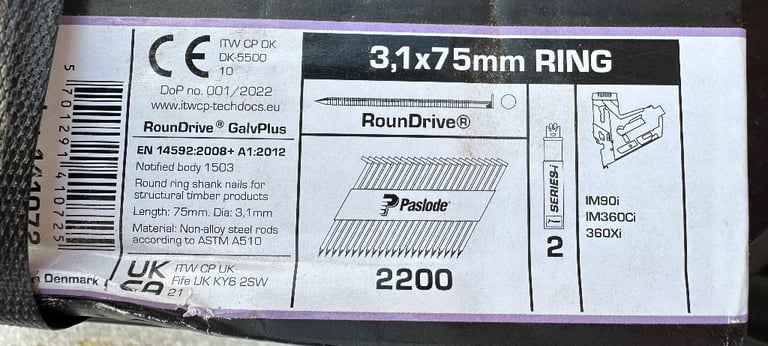 5701291410725
Denmark
CE
ITW CP DK
DK-5500
10
DoP no. 001/2022
www.itwcp-techdocs.eu
RounDrive® GalvPlus
EN 14592:2008+ A1:2012
Notified body 1503
Round ring shank nails for
structural timber products
Length: 75mm. Dia: 3,1mm
Material: Non-alloy steel rods
according to ASTM A510
UK
CA
ITW CP UK
Fife UK KY6 2SW
21
3,1x75mm RING
RounDrive®
Paslode®
2200
SERIES-i
2
IM90i
IM360Ci
360Xi